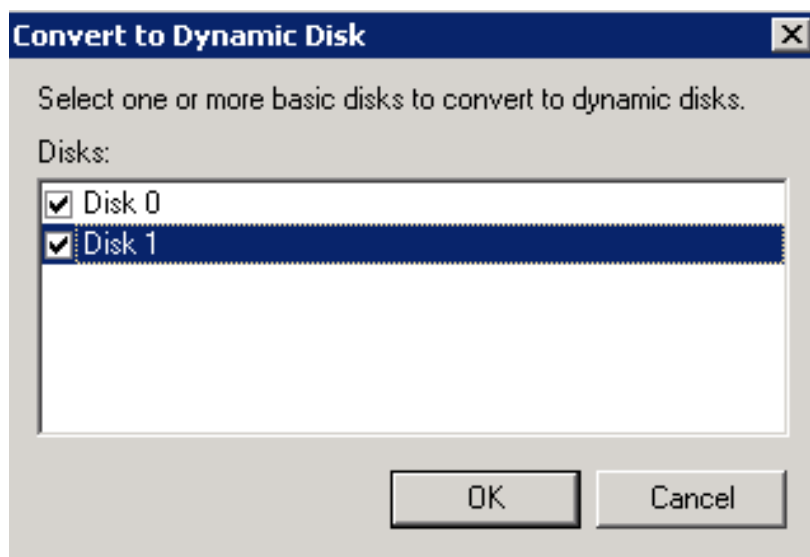 Convert to Dynamic Disk
Select one or more basic disks to convert to dynamic disks.
Disks:
Disk 0
Disk 1
OK
Cancel